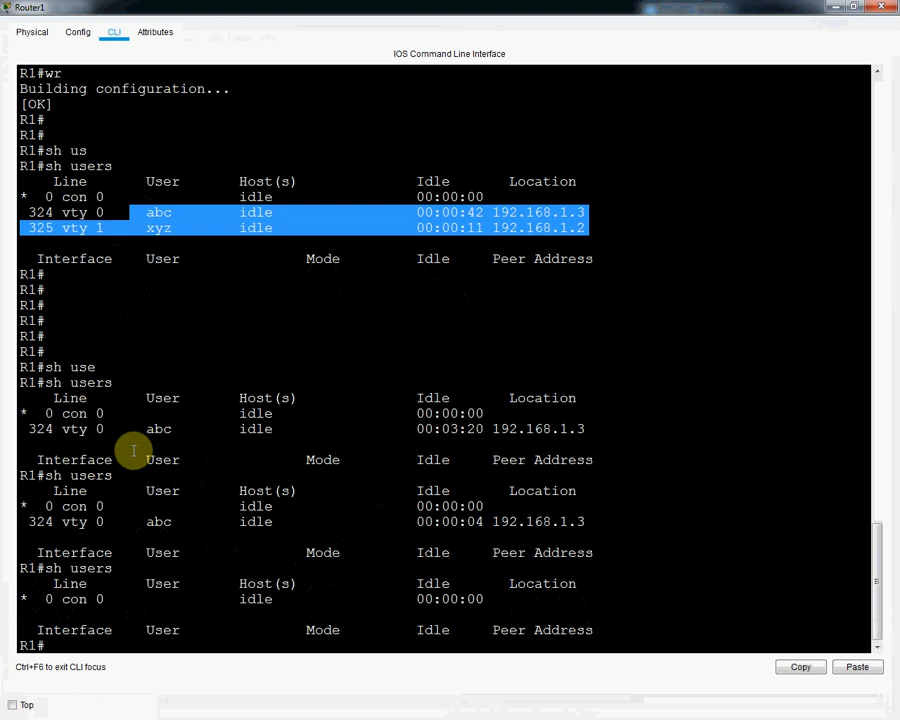 Router1
Physical Config CLI Attributes
IOS Command Line Interface
R1#wr
Building configuration...
[OK]
R1#
R1#
R1#sh us
R1#sh users
Line User Host(s) Idle Location
* 0 con 0 idle 00:00:00
324 vty 0 abc idle 00:00:42 192.168.1.3
325 vty 1 xyz idle 00:00:11 192.168.1.2
Interface User Mode Idle Peer Address
R1#
R1#
R1#
R1#
R1#
R1#
R1#sh use
R1#sh users
Line User Host(s) Idle Location
* 0 con 0 idle 00:00:00
324 vty 0 abc idle 00:03:20 192.168.1.3
Interface User Mode Idle Peer Address
R1#sh users
Line User Host(s) Idle Location
* 0 con 0 idle 00:00:00
324 vty 0 abc idle 00:00:04 192.168.1.3
Interface User Mode Idle Peer Address
R1#sh users
Line User Host(s) Idle Location
* 0 con 0 idle 00:00:00
Interface User Mode Idle Peer Address
R1#
Ctrl+F6 to exit CLI focus Copy Paste
Top